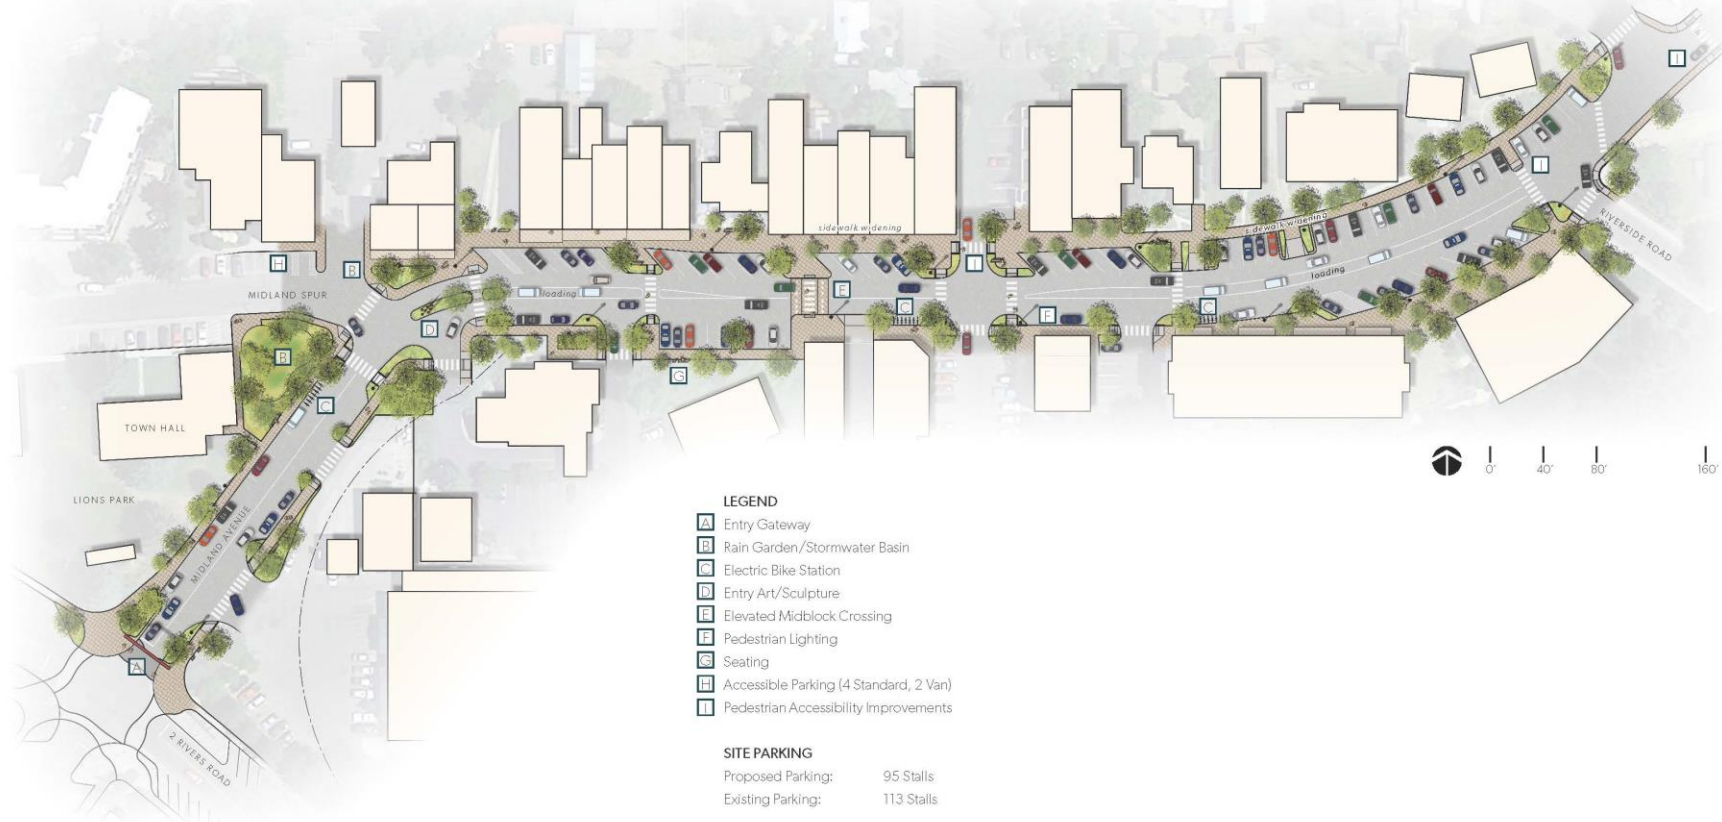 I
I
sidewalk widening
sidewalk widening
RIVERSIDE ROAD
H
B
I
MIDLAND SPUR
loading
loading
E
C
F
C
D
B
G
C
TOWN HALL
LIONS PARK
MIDLAND AVENUE
A
2 RIVERS ROAD
0'
40'
80'
160'
LEGEND
A Entry Gateway
B Rain Garden/Stormwater Basin
C Electric Bike Station
D Entry Art/Sculpture
E Elevated Midblock Crossing
F Pedestrian Lighting
G Seating
H Accessible Parking (4 Standard, 2 Van)
I Pedestrian Accessibility Improvements
SITE PARKING
Proposed Parking: 95 Stalls
Existing Parking: 113 Stalls